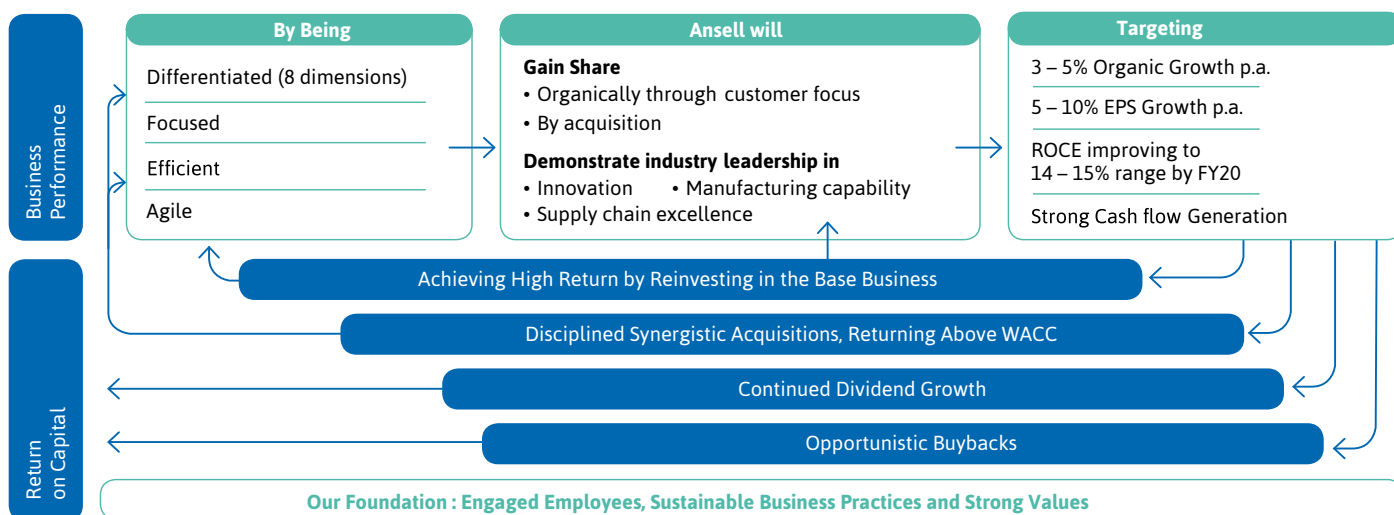 Business
Performance
By Being
Differentiated (8 dimensions)
Focused
Efficient
Agile
Ansell will
Gain Share
• Organically through customer focus
• By acquisition
Demonstrate industry leadership in
• Innovation • Manufacturing capability
• Supply chain excellence
Targeting
3 – 5% Organic Growth p.a.
5 – 10% EPS Growth p.a.
ROCE improving to
14 – 15% range by FY20
Strong Cash flow Generation
Return
on Capital
Achieving High Return by Reinvesting in the Base Business
Disciplined Synergistic Acquisitions, Returning Above WACC
Continued Dividend Growth
Opportunistic Buybacks
Our Foundation : Engaged Employees, Sustainable Business Practices and Strong Values